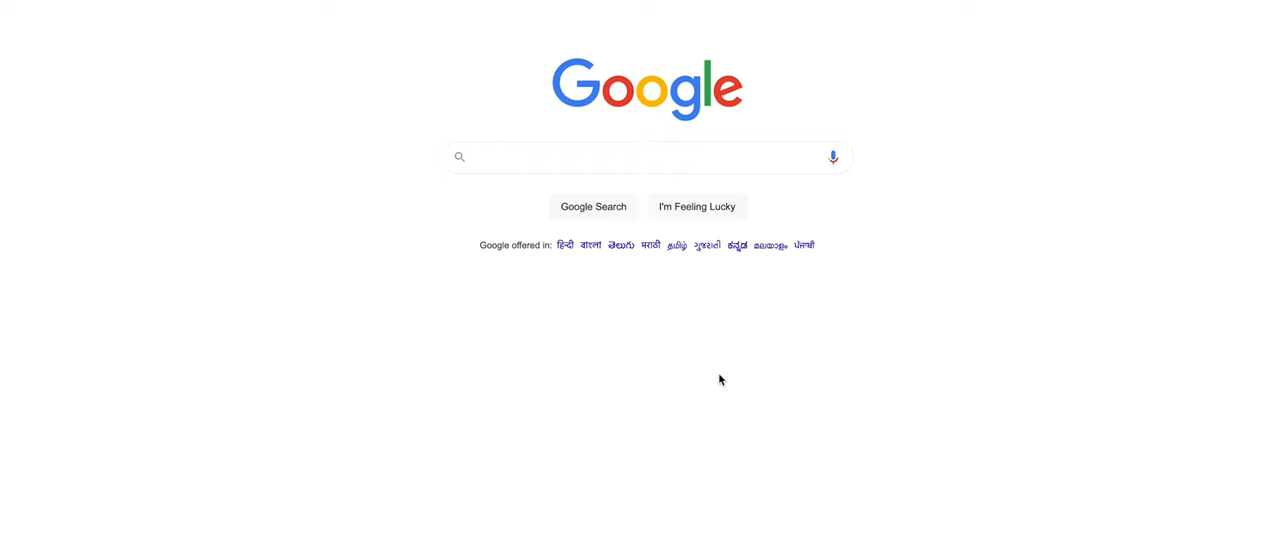 Google
Google Search I'm Feeling Lucky
Google offered in: हिन्दी বাংলা తెలుగు मराठी தமிழ் ગુજરાતી ಕನ್ನಡ മലയാളം ਪੰਜਾਬੀ